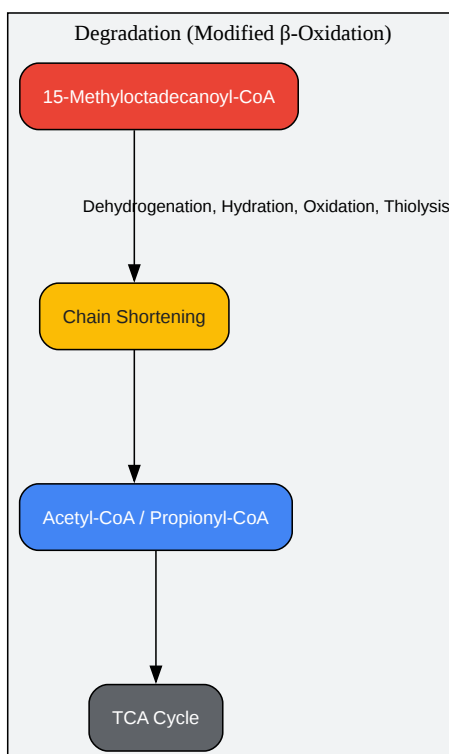 Degradation (Modified β-Oxidation)
15-Methyloctadecanoyl-CoA
Dehydrogenation, Hydration, Oxidation, Thiolysis
Chain Shortening
Acetyl-CoA / Propionyl-CoA
TCA Cycle